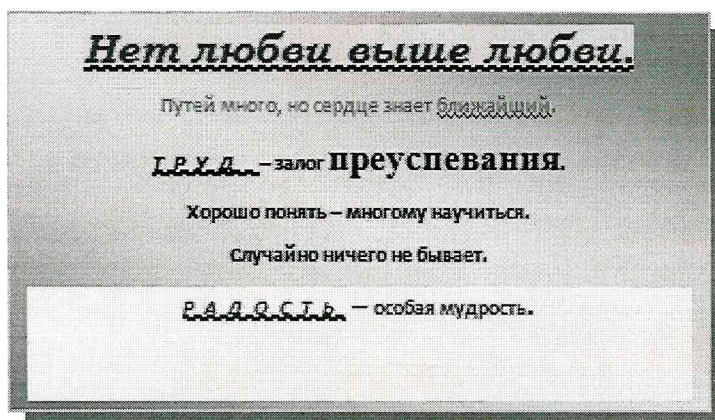 Нет любви выше любви.
Путей много, но сердце знает ближайший.
Т Р У Д – залог преуспевания.
Хорошо понять – многому научиться.
Случайно ничего не бывает.
Р А Д О С Т Ь — особая мудрость.